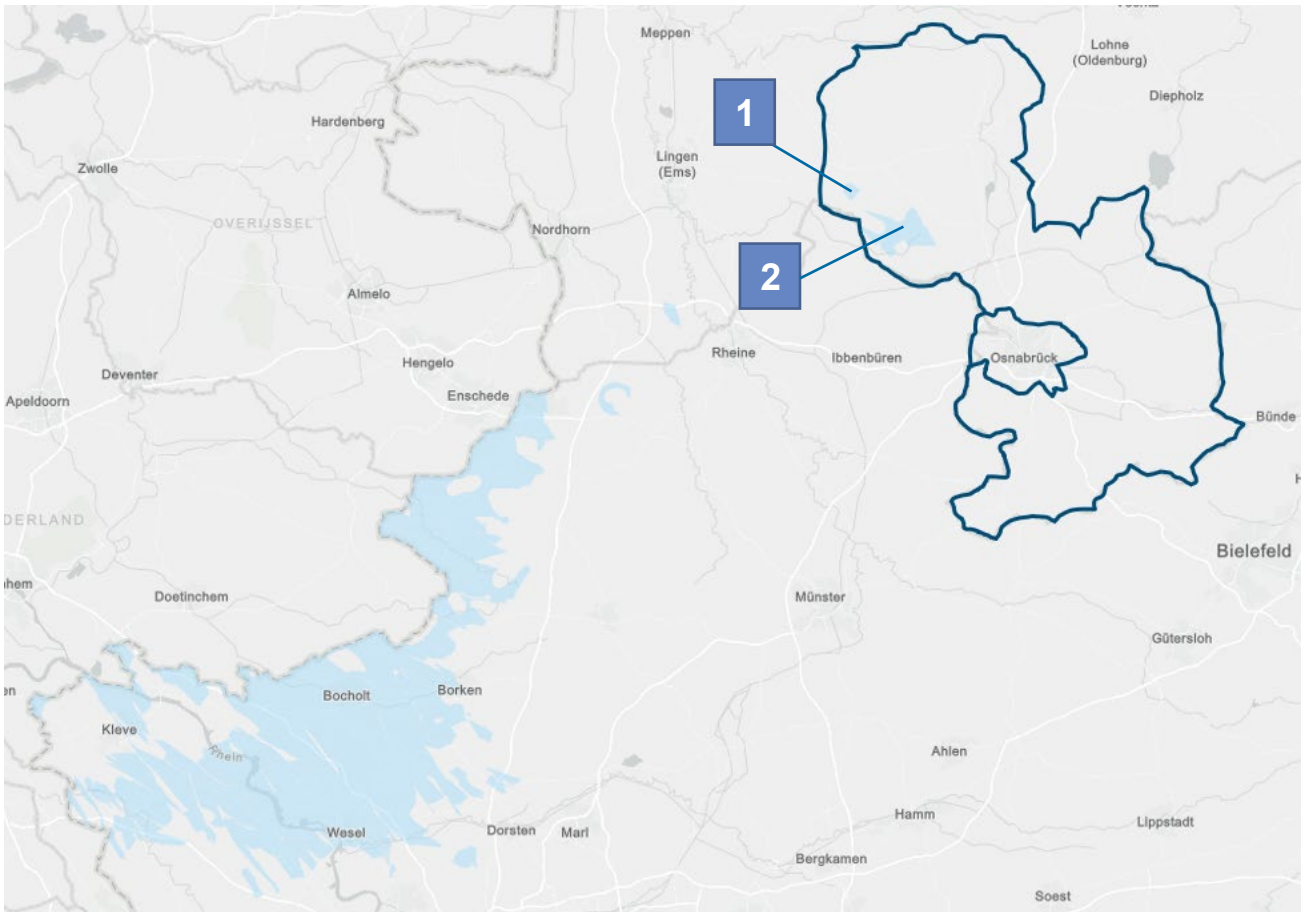 Meppen
Lohne
(Oldenburg)
Diepholz
1
Hardenberg
Lingen
(Ems)
Zwolle
OVERIJSSEL
Nordhorn
2
Almelo
Hengelo
Rheine
Ibbenbüren
Osnabrück
Deventer
Enschede
Apeldoorn
Bünde
H
DERLAND
Bielefeld
hem
Doetinchem
Münster
Gütersloh
en
Bocholt
Borken
Kleve
Rhein
Ahlen
Wesel
Dorsten
Marl
Hamm
Lippstadt
Bergkamen
Soest